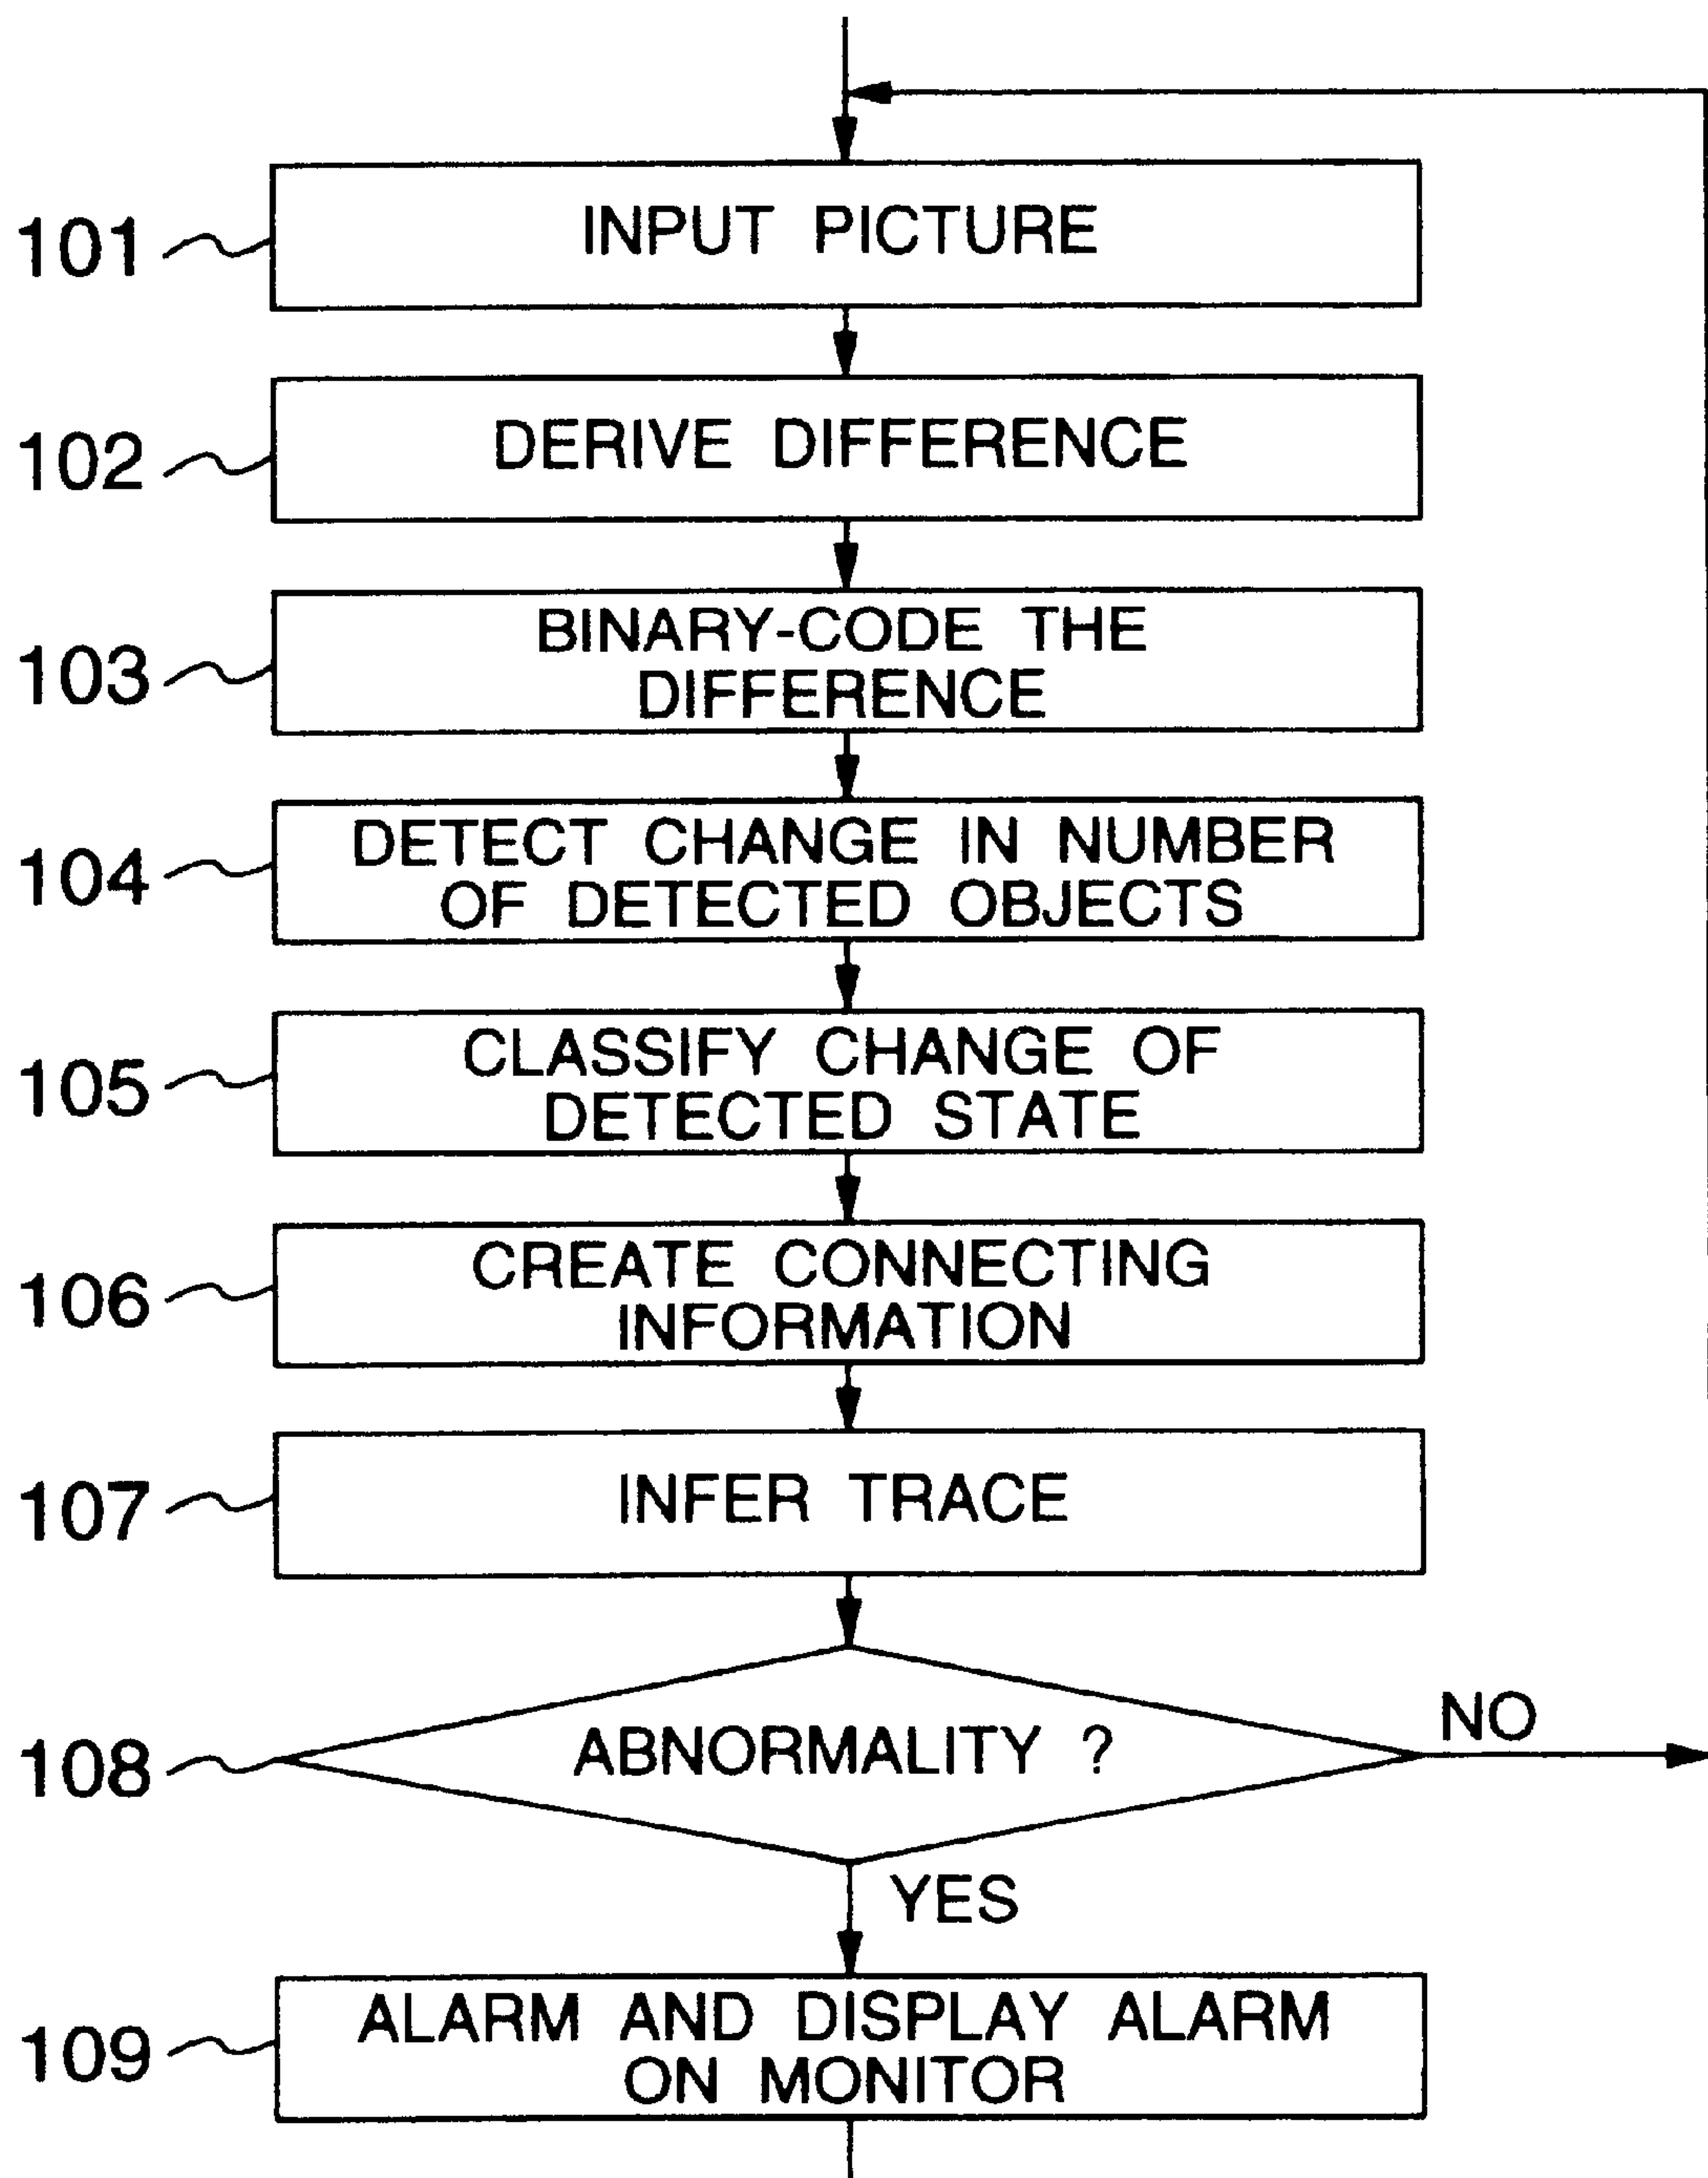 101
INPUT PICTURE
102
DERIVE DIFFERENCE
103
BINARY-CODE THE
DIFFERENCE
104
DETECT CHANGE IN NUMBER
OF DETECTED OBJECTS
105
CLASSIFY CHANGE OF
DETECTED STATE
106
CREATE CONNECTING
INFORMATION
107
INFER TRACE
108
ABNORMALITY ?
NO
YES
109
ALARM AND DISPLAY ALARM
ON MONITOR